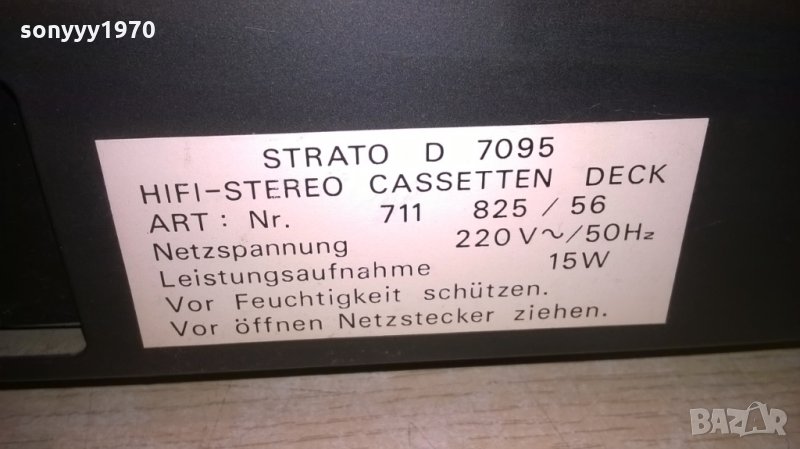 sonyyy1970
STRATO D 7095
HIFI-STEREO CASSETTEN DECK
ART: Nr. 711 825/56
Netzspannung 220V~/50Hz
Leistungsaufnahme 15W
Vor Feuchtigkeit schützen.
Vor öffnen Netzstecker ziehen.
BAZAR